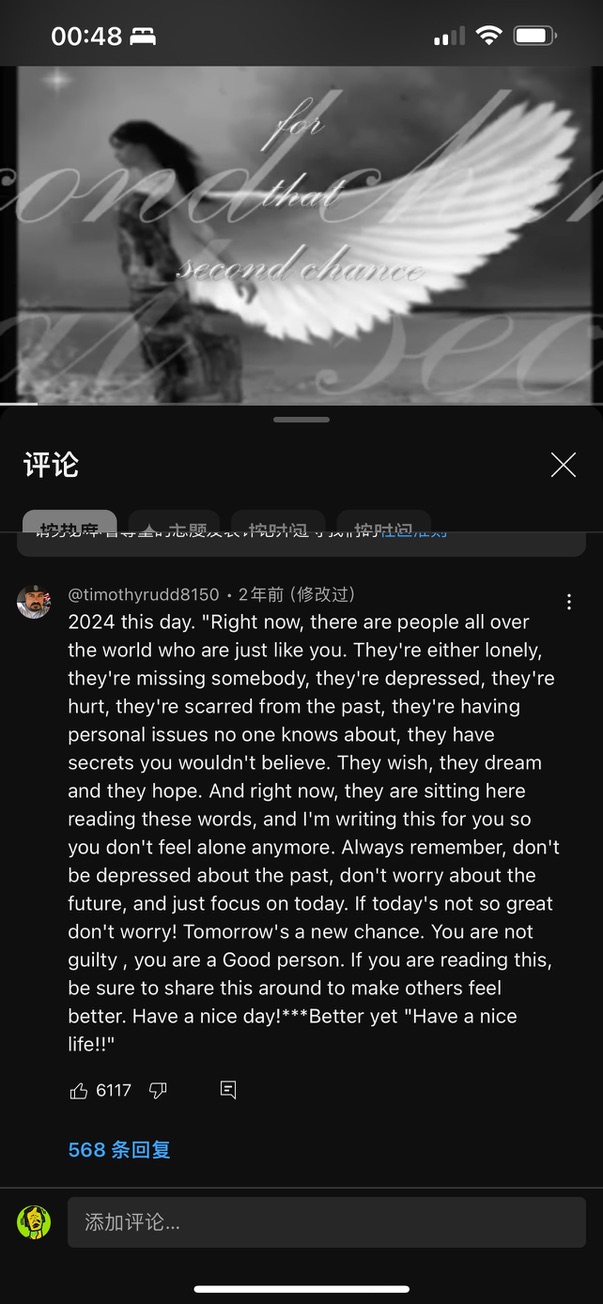 00:48
for
that
second chance
评论
按热度
主题
按时间
按时间
社区准则
@timothyrudd8150 • 2年前 (修改过)
2024 this day. "Right now, there are people all over
the world who are just like you. They're either lonely,
they're missing somebody, they're depressed, they're
hurt, they're scarred from the past, they're having
personal issues no one knows about, they have
secrets you wouldn't believe. They wish, they dream
and they hope. And right now, they are sitting here
reading these words, and I'm writing this for you so
you don't feel alone anymore. Always remember, don't
be depressed about the past, don't worry about the
future, and just focus on today. If today's not so great
don't worry! Tomorrow's a new chance. You are not
guilty , you are a Good person. If you are reading this,
be sure to share this around to make others feel
better. Have a nice day!***Better yet "Have a nice
life!!"
6117
568 条回复
添加评论...